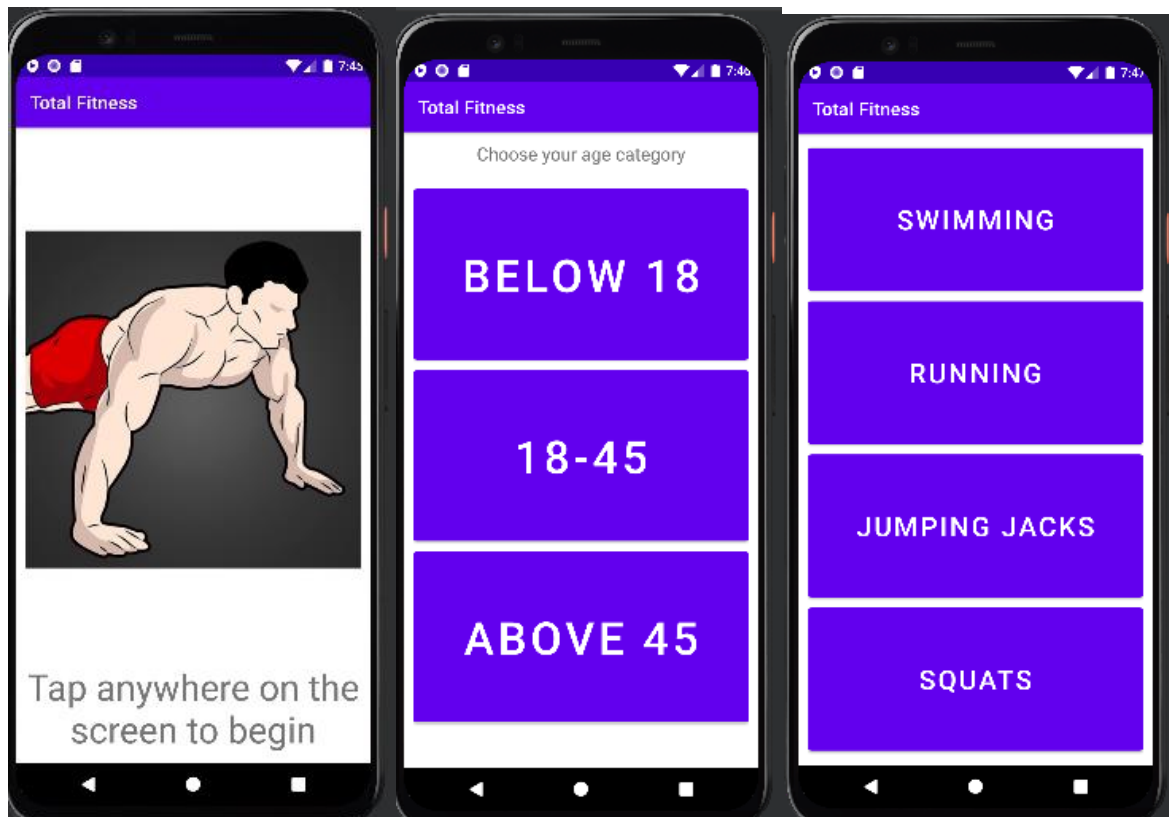 7:45
Total Fitness
Tap anywhere on the
screen to begin
7:46
Total Fitness
Choose your age category
BELOW 18
18-45
ABOVE 45
7:47
Total Fitness
SWIMMING
RUNNING
JUMPING JACKS
SQUATS